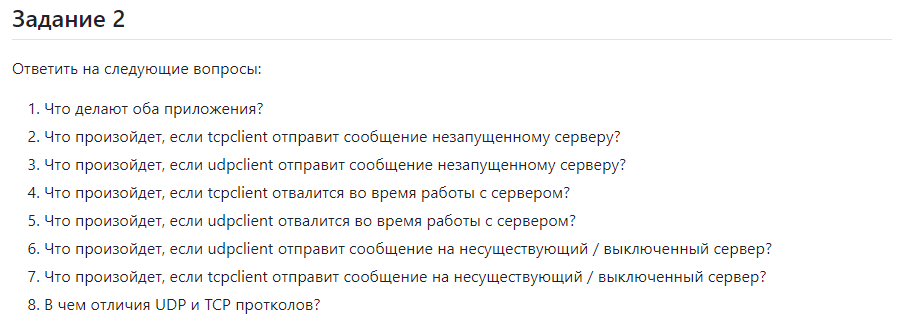 Задание 2
Ответить на следующие вопросы:
1. Что делают оба приложения?
2. Что произойдет, если tcpclient отправит сообщение незапущенному серверу?
3. Что произойдет, если udpclient отправит сообщение незапущенному серверу?
4. Что произойдет, если tcpclient отвалится во время работы с сервером?
5. Что произойдет, если udpclient отвалится во время работы с сервером?
6. Что произойдет, если udpclient отправит сообщение на несуществующий / выключенный сервер?
7. Что произойдет, если tcpclient отправит сообщение на несуществующий / выключенный сервер?
8. В чем отличия UDP и TCP протколов?